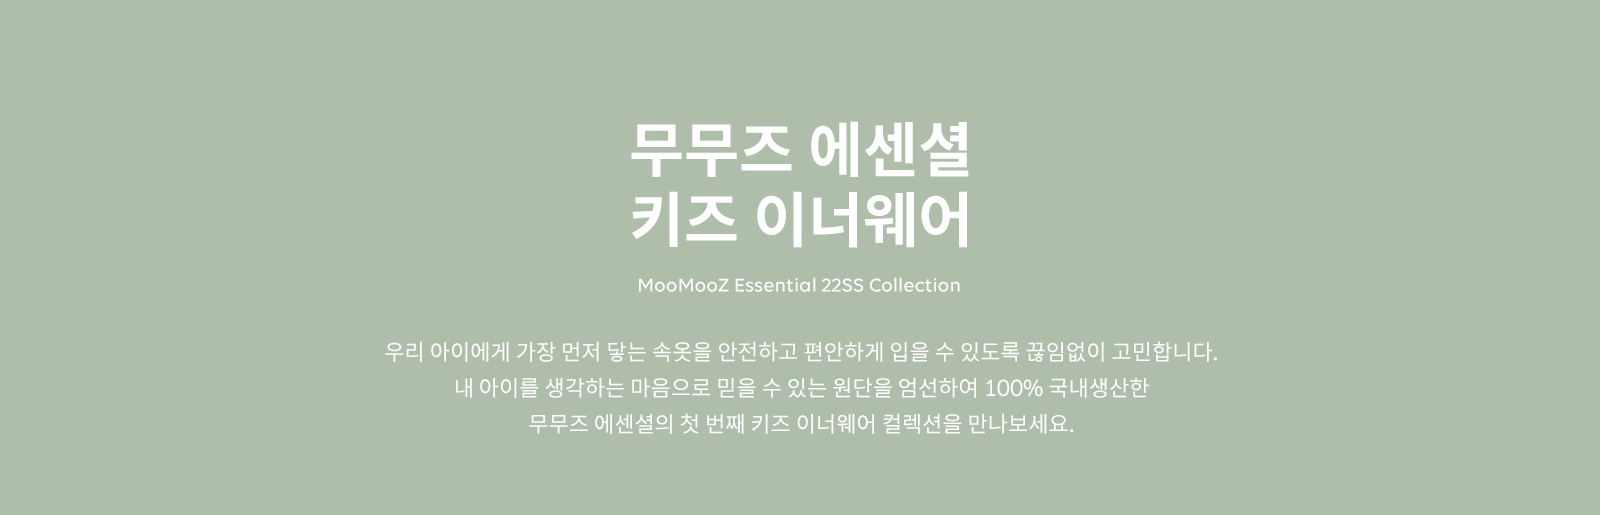 무무즈 에센셜
키즈 이너웨어
MooMooZ Essential 22SS Collection
우리 아이에게 가장 먼저 닿는 속옷을 안전하고 편안하게 입을 수 있도록 끊임없이 고민합니다.
내 아이를 생각하는 마음으로 믿을 수 있는 원단을 엄선하여 100% 국내생산한
무무즈 에센셜의 첫 번째 키즈 이너웨어 컬렉션을 만나보세요.